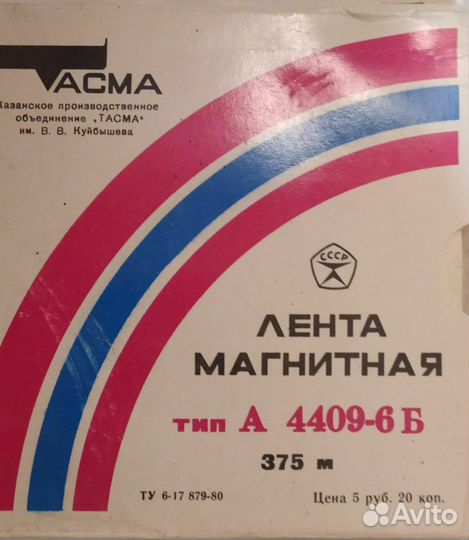 ТАСМА
Казанское производственное
объединение „ТАСМА"
им. В. В. Куйбышева
СССР
ЛЕНТА
МАГНИТНАЯ
тип А 4409-6 Б
375 м
ТУ 6-17 879-80
Цена 5 руб. 20 коп.
Avito